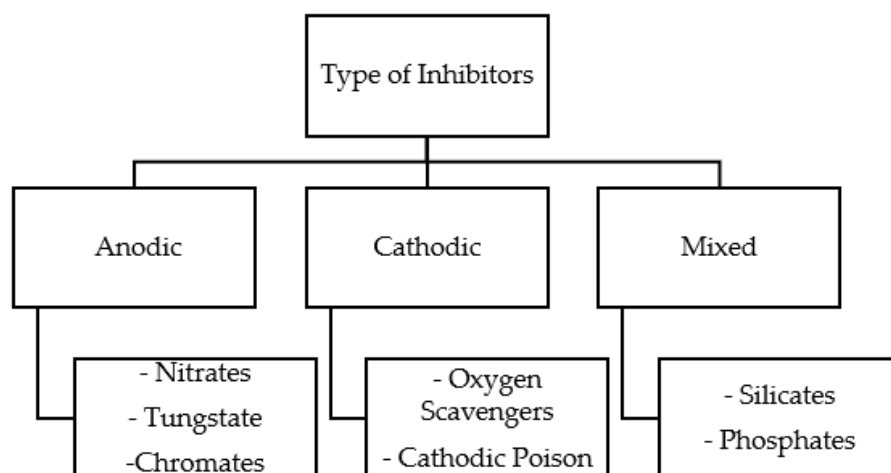 Type of Inhibitors
Anodic
Cathodic
Mixed
- Nitrates
- Tungstate
-Chromates
- Oxygen
Scavengers
- Cathodic Poison
- Silicates
- Phosphates